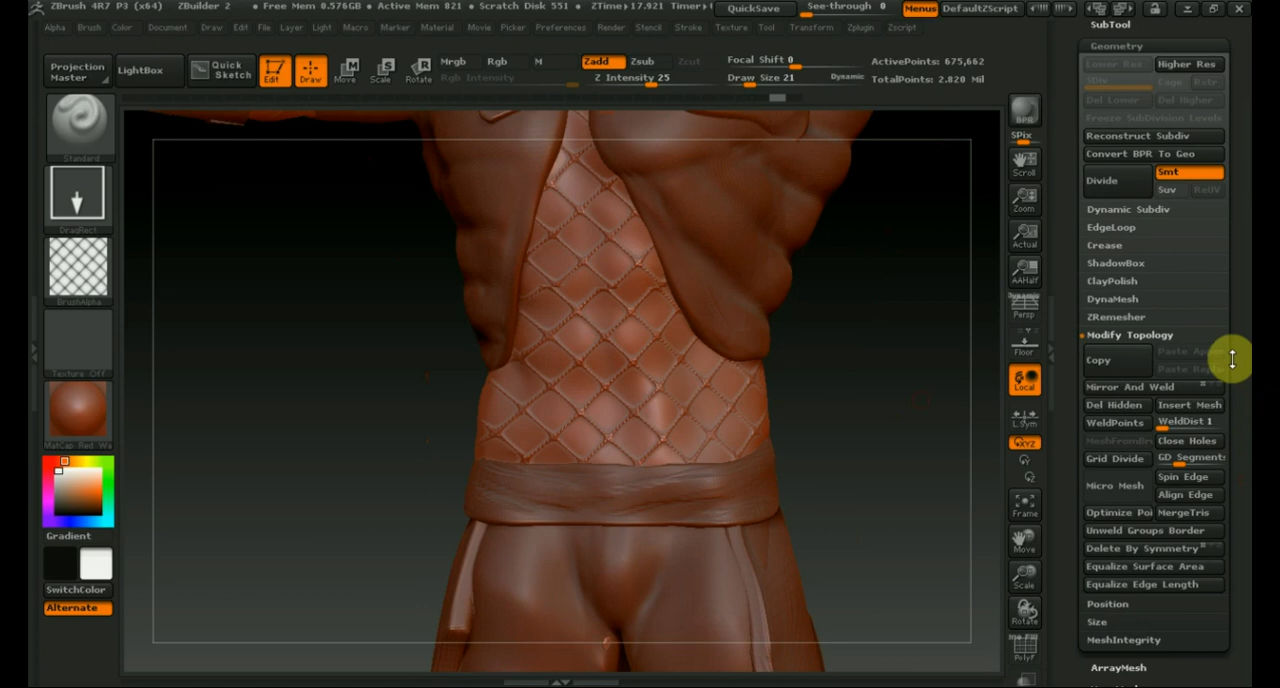 ZBrush 4R7 P3 (x64) ZBuilder 2 • Free Mem 0.576GB • Active Mem 821 • Scratch Disk 551 • ZTime▸17.921 Timer▸ QuickSave See-through 0 Menus DefaultZScript
Alpha Brush Color Document Draw Edit File Layer Light Macro Marker Material Movie Picker Preferences Render Stencil Stroke Texture Tool Transform Zplugin Zscript
Projection Master
LightBox
Quick Sketch
Edit
Draw
Move
Scale
Rotate
Mrgb Rgb M
Rgb Intensity
Zadd Zsub Zcut
Z Intensity 25
Focal Shift 0
Draw Size 21 Dynamic
ActivePoints: 675,662
TotalPoints: 2.820 Mil
Standard
DragRect
BrushAlpha
Texture Off
MatCap Red Wa
Gradient
SwitchColor
Alternate
BPR
SPix
Scroll
Zoom
Actual
AAHalf
Dynamic
Persp
Floor
Local
L.Sym
XYZ
Frame
Move
Scale
Rotate
PolyF
SubTool
Geometry
Lower Res Higher Res
SDiv Cage Rstr
Del Lower Del Higher
Freeze SubDivision Levels
Reconstruct Subdiv
Convert BPR To Geo
Divide Smt
Suv ReUV
Dynamic Subdiv
EdgeLoop
Crease
ShadowBox
ClayPolish
DynaMesh
ZRemesher
Modify Topology
Copy
Mirror And Weld
Del Hidden Insert Mesh
WeldPoints WeldDist 1
Close Holes
Grid Divide GD Segments
Micro Mesh Spin Edge
Align Edge
Optimize Poi MergeTris
Unweld Groups Border
Delete By Symmetry
Equalize Surface Area
Equalize Edge Length
Position
Size
MeshIntegrity
ArrayMesh